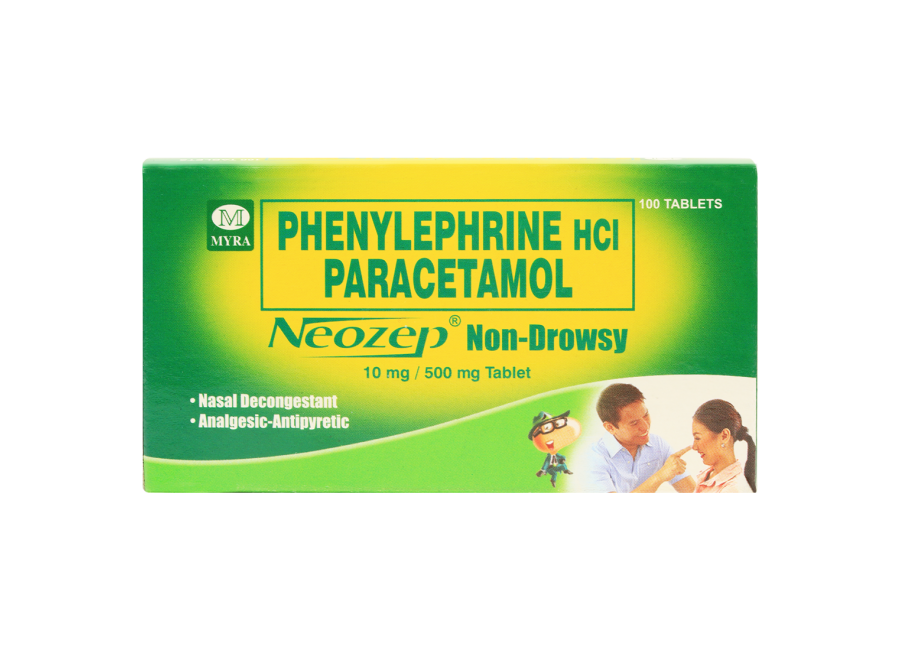 M
MYRA
PHENYLEPHRINE HCl
PARACETAMOL
100 TABLETS
Neozep® Non-Drowsy
10 mg / 500 mg Tablet
• Nasal Decongestant
• Analgesic-Antipyretic